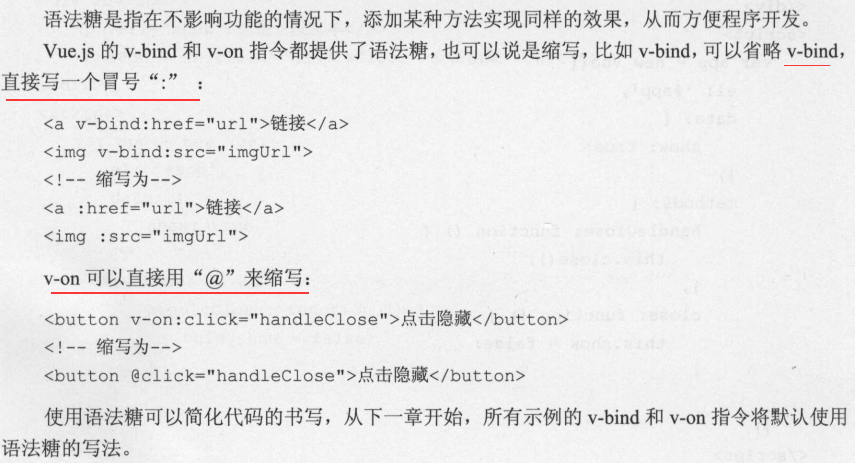 语法糖是指在不影响功能的情况下，添加某种方法实现同样的效果，从而方便程序开发。
Vue.js 的 v-bind 和 v-on 指令都提供了语法糖，也可以说是缩写，比如 v-bind，可以省略 v-bind，
直接写一个冒号“:”：
<a v-bind:href="url">链接</a>
<img v-bind:src="imgUrl">
<!-- 缩写为-->
<a :href="url">链接</a>
<img :src="imgUrl">
v-on 可以直接用“@”来缩写：
<button v-on:click="handleClose">点击隐藏</button>
<!-- 缩写为-->
<button @click="handleClose">点击隐藏</button>
使用语法糖可以简化代码的书写，从下一章开始，所有示例的 v-bind 和 v-on 指令将默认使用
语法糖的写法。